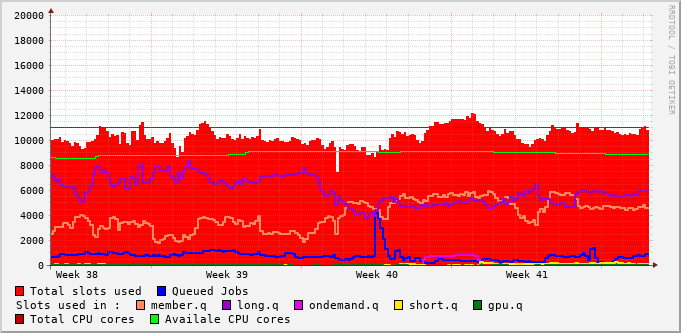 20000
18000
16000
14000
12000
10000
8000
6000
4000
2000
0
Week 38 Week 39 Week 40 Week 41
Total slots used Queued Jobs
Slots used in : member.q long.q ondemand.q short.q gpu.q
Total CPU cores Availale CPU cores
RRDTOOL / TOBI OETIKER